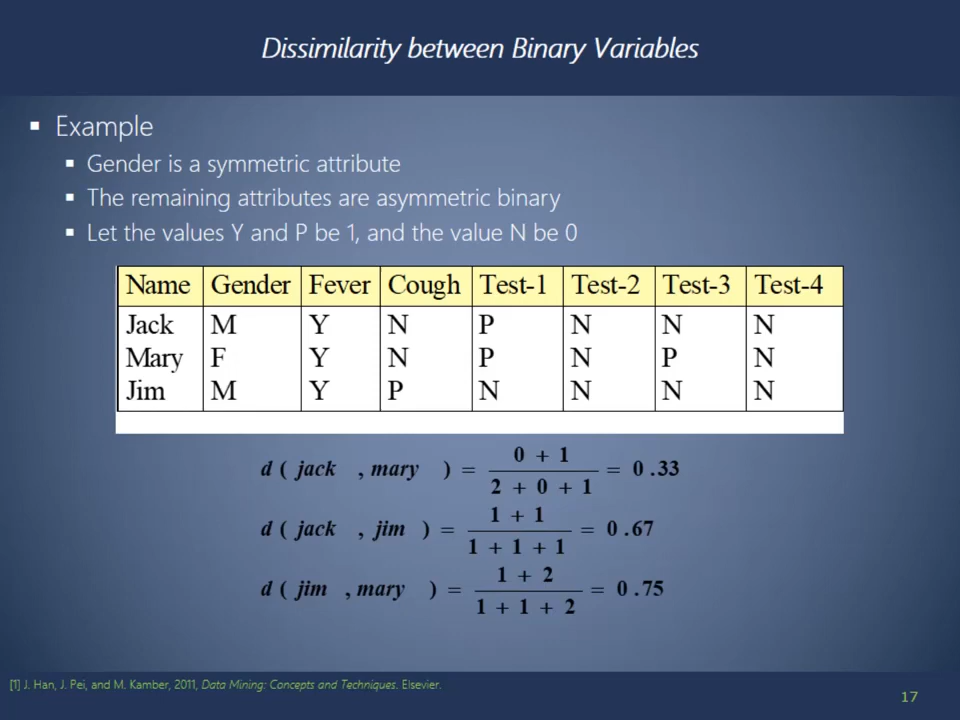 Dissimilarity between Binary Variables
▪ Example
▪ Gender is a symmetric attribute
▪ The remaining attributes are asymmetric binary
▪ Let the values Y and P be 1, and the value N be 0
Name Gender Fever Cough Test-1 Test-2 Test-3 Test-4
Jack M Y N P N N N
Mary F Y N P N P N
Jim M Y P N N N N
d ( jack , mary ) = 0 + 1 / 2 + 0 + 1 = 0.33
d ( jack , jim ) = 1 + 1 / 1 + 1 + 1 = 0.67
d ( jim , mary ) = 1 + 2 / 1 + 1 + 2 = 0.75
[1] J. Han, J. Pei, and M. Kamber, 2011, Data Mining: Concepts and Techniques. Elsevier.
17